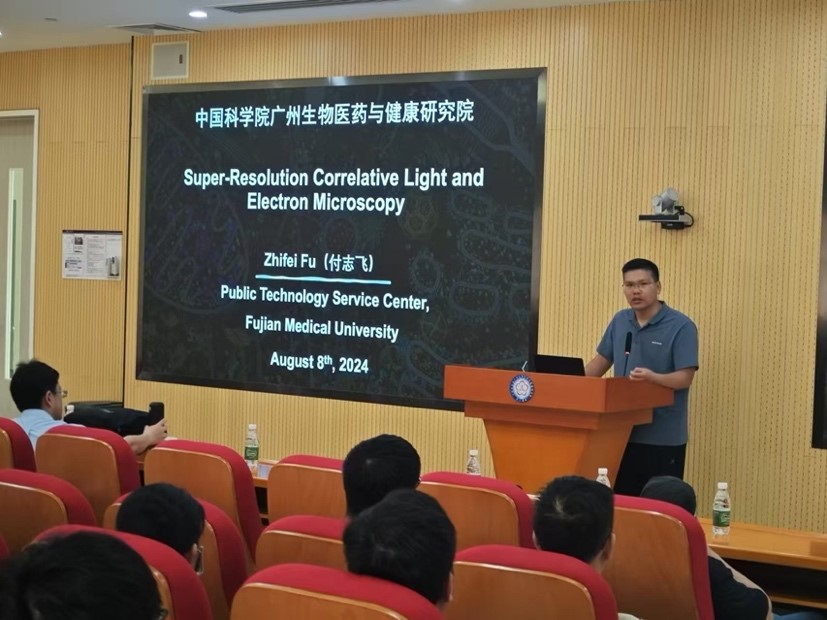 中国科学院广州生物医药与健康研究院
Super-Resolution Correlative Light and
Electron Microscopy
Zhifei Fu（付志飞）
Public Technology Service Center,
Fujian Medical University
August 8th, 2024